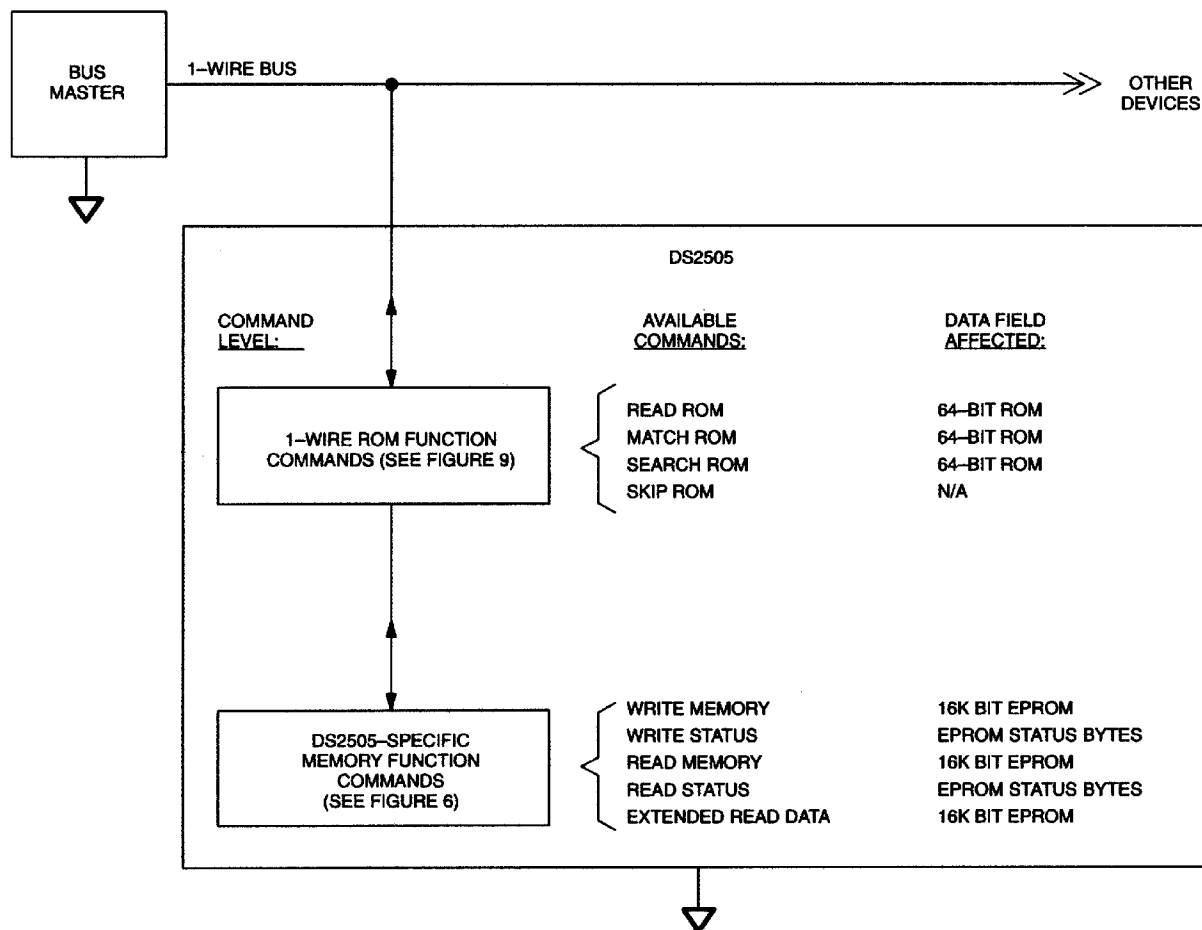 BUS
MASTER
1–WIRE BUS
OTHER
DEVICES
DS2505
COMMAND
LEVEL:
AVAILABLE
COMMANDS:
DATA FIELD
AFFECTED:
1–WIRE ROM FUNCTION
COMMANDS (SEE FIGURE 9)
READ ROM 64–BIT ROM
MATCH ROM 64–BIT ROM
SEARCH ROM 64–BIT ROM
SKIP ROM N/A
DS2505–SPECIFIC
MEMORY FUNCTION
COMMANDS
(SEE FIGURE 6)
WRITE MEMORY 16K BIT EPROM
WRITE STATUS EPROM STATUS BYTES
READ MEMORY 16K BIT EPROM
READ STATUS EPROM STATUS BYTES
EXTENDED READ DATA 16K BIT EPROM